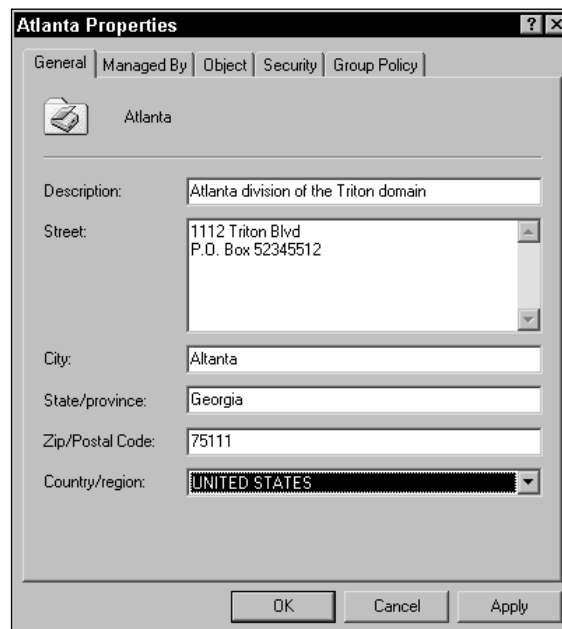 Atlanta Properties
General Managed By Object Security Group Policy
Atlanta
Description: Atlanta division of the Triton domain
Street: 1112 Triton Blvd
P.O. Box 52345512
City: Altanta
State/province: Georgia
Zip/Postal Code: 75111
Country/region: UNITED STATES
OK Cancel Apply